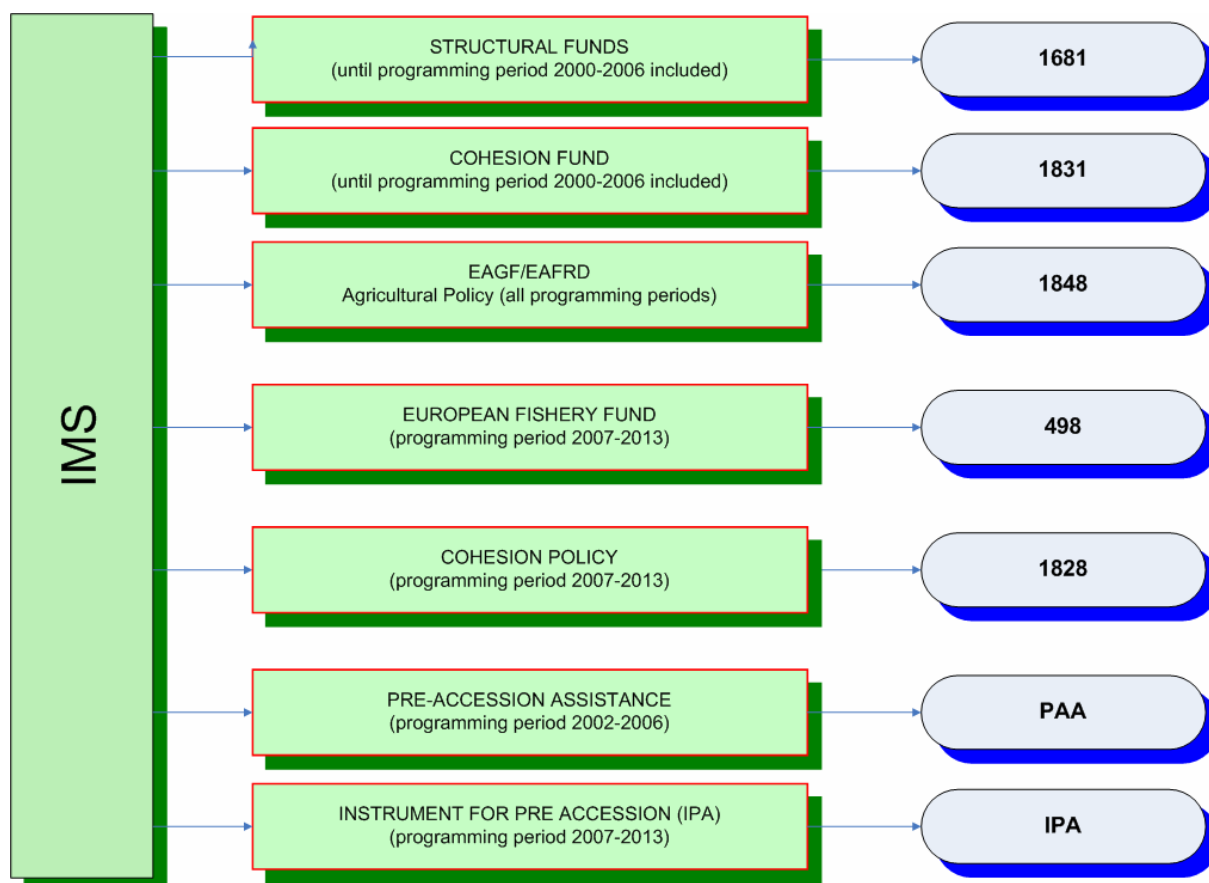 IMS
STRUCTURAL FUNDS
(until programming period 2000-2006 included)
1681
COHESION FUND
(until programming period 2000-2006 included)
1831
EAGF/EAFRD
Agricultural Policy (all programming periods)
1848
EUROPEAN FISHERY FUND
(programming period 2007-2013)
498
COHESION POLICY
(programming period 2007-2013)
1828
PRE-ACCESSION ASSISTANCE
(programming period 2002-2006)
PAA
INSTRUMENT FOR PRE ACCESSION (IPA)
(programming period 2007-2013)
IPA